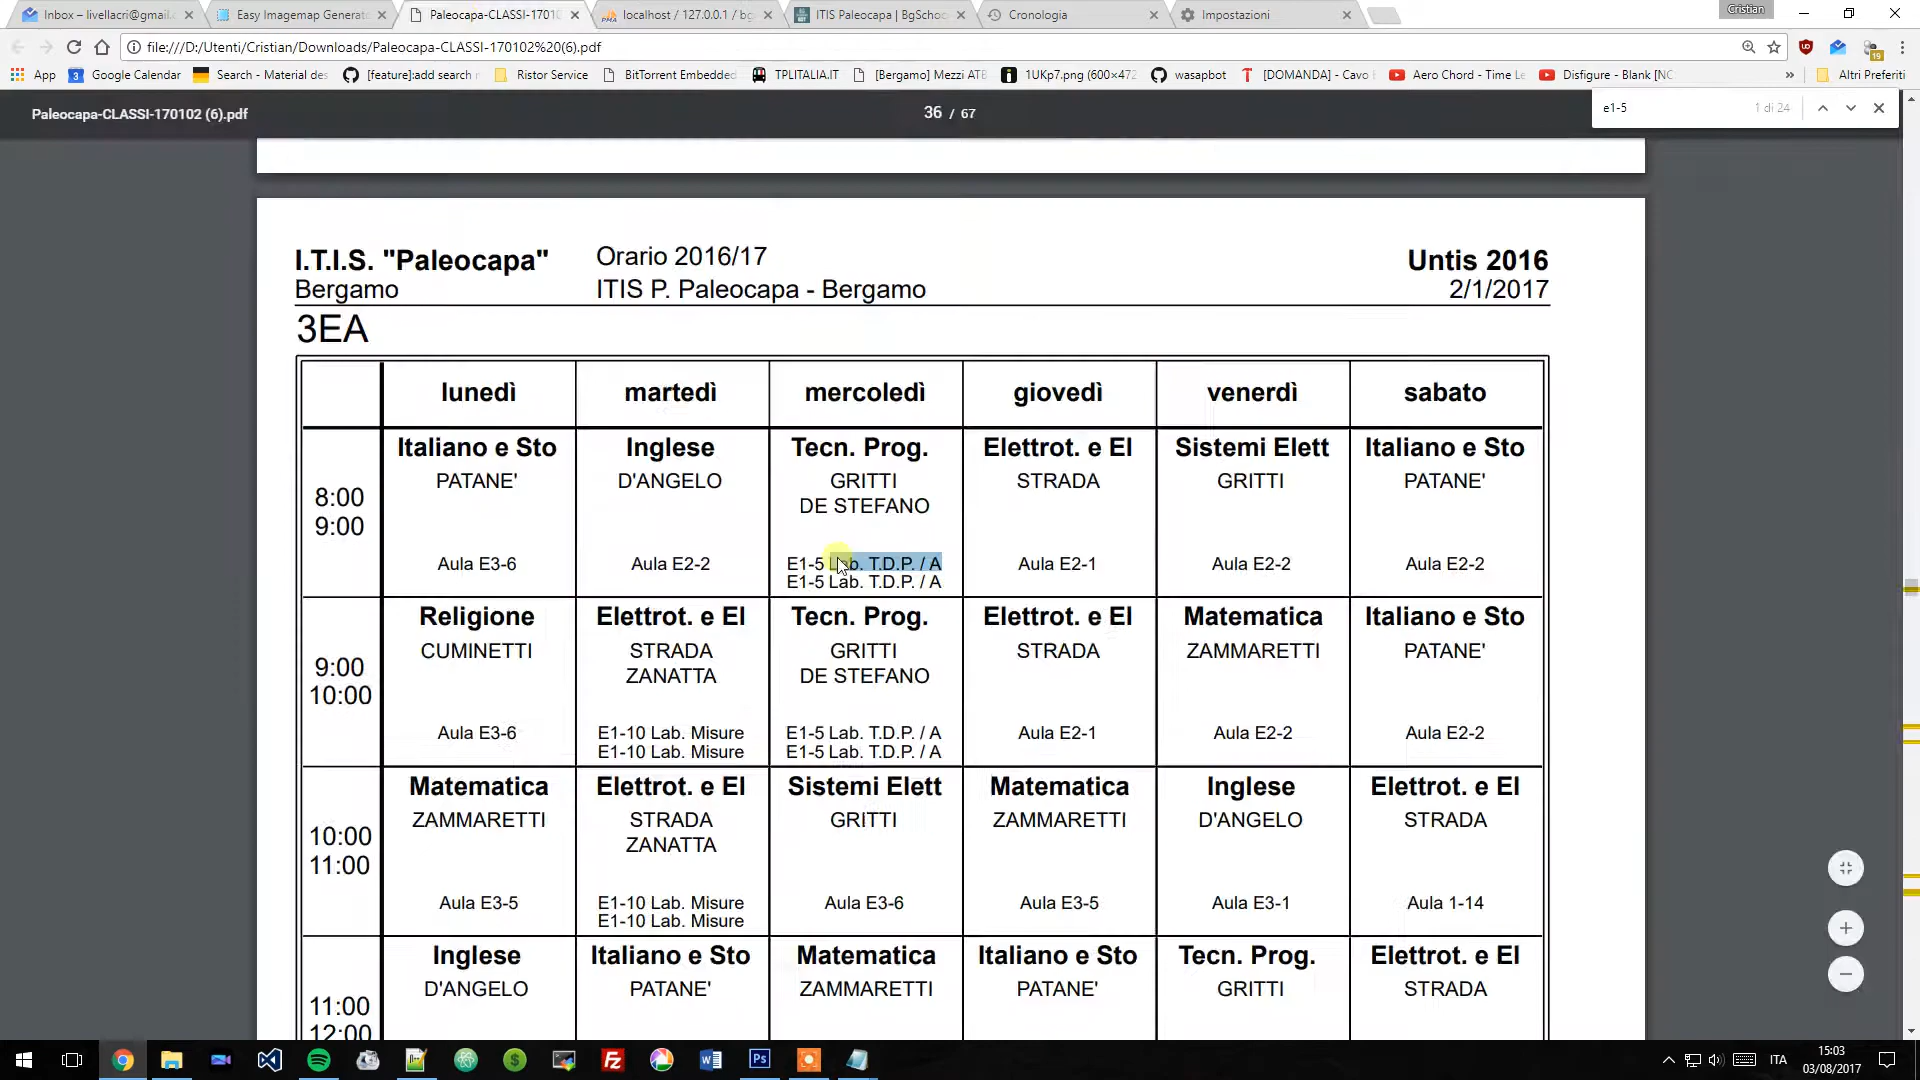 Inbox – livellacri@gmail.c
Easy Imagemap Generato
Paleocapa-CLASSI-17010
localhost / 127.0.0.1 / bg
ITIS Paleocapa | BgSchoo
Cronologia
Impostazioni
Cristian
file:///D:/Utenti/Cristian/Downloads/Paleocapa-CLASSI-170102%20(6).pdf
App
Google Calendar
Search - Material des
[feature]:add search
Ristor Service
BitTorrent Embedded
TPLITALIA.IT
[Bergamo] Mezzi ATB
1UKp7.png (600×472
wasapbot
[DOMANDA] - Cavo
Aero Chord - Time Le
Disfigure - Blank [NC
»
Altri Preferiti
Paleocapa-CLASSI-170102 (6).pdf
36 / 67
e1-5
1 di 24
I.T.I.S. "Paleocapa"
Orario 2016/17
Untis 2016
Bergamo
ITIS P. Paleocapa - Bergamo
2/1/2017
3EA
lunedì martedì mercoledì giovedì venerdì sabato
Italiano e Sto Inglese Tecn. Prog. Elettrot. e El Sistemi Elett Italiano e Sto
PATANE' D'ANGELO GRITTI STRADA GRITTI PATANE'
8:00
DE STEFANO
9:00
Aula E3-6 Aula E2-2 E1-5 Lab. T.D.P. / A Aula E2-1 Aula E2-2 Aula E2-2
E1-5 Lab. T.D.P. / A
Religione Elettrot. e El Tecn. Prog. Elettrot. e El Matematica Italiano e Sto
CUMINETTI STRADA GRITTI STRADA ZAMMARETTI PATANE'
9:00
ZANATTA DE STEFANO
10:00
Aula E3-6 E1-10 Lab. Misure E1-5 Lab. T.D.P. / A Aula E2-1 Aula E2-2 Aula E2-2
E1-10 Lab. Misure E1-5 Lab. T.D.P. / A
Matematica Elettrot. e El Sistemi Elett Matematica Inglese Elettrot. e El
ZAMMARETTI STRADA GRITTI ZAMMARETTI D'ANGELO STRADA
10:00
ZANATTA
11:00
Aula E3-5 E1-10 Lab. Misure Aula E3-6 Aula E3-5 Aula E3-1 Aula 1-14
E1-10 Lab. Misure
Inglese Italiano e Sto Matematica Italiano e Sto Tecn. Prog. Elettrot. e El
D'ANGELO PATANE' ZAMMARETTI PATANE' GRITTI STRADA
11:00
12:00
ITA
15:03
03/08/2017